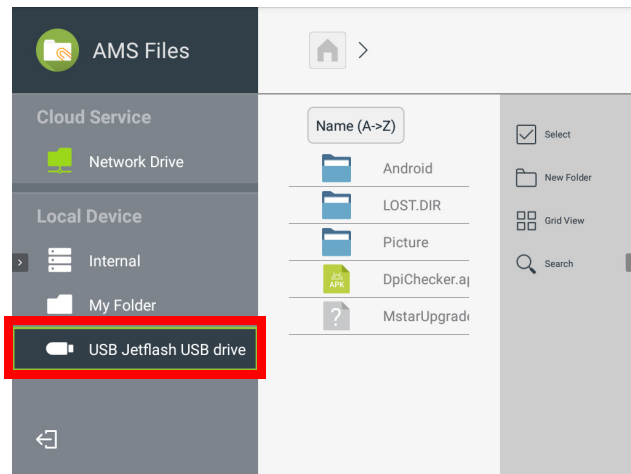 AMS Files
Cloud Service
Network Drive
Local Device
Internal
My Folder
USB Jetflash USB drive
Name (A->Z)
Android
LOST.DIR
Picture
APK
DpiChecker.ap
?
MstarUpgrade
Select
New Folder
Grid View
Search